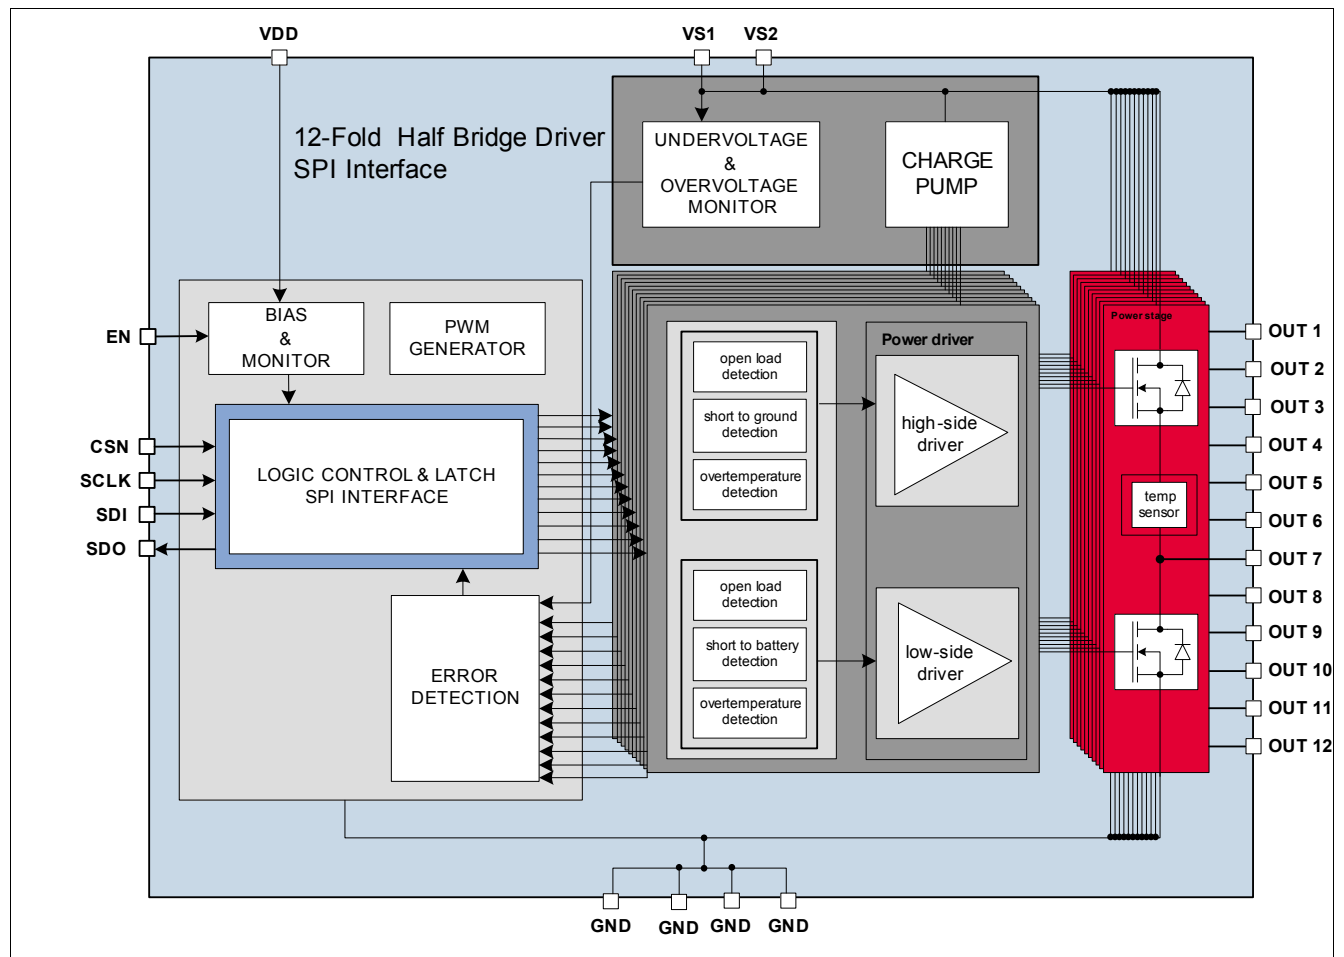 VDD
VS1
VS2
12-Fold Half Bridge Driver
SPI Interface
UNDERVOLTAGE
&
OVERVOLTAGE
MONITOR
CHARGE
PUMP
BIAS
&
MONITOR
PWM
GENERATOR
EN
CSN
SCLK
SDI
SDO
LOGIC CONTROL & LATCH
SPI INTERFACE
ERROR
DETECTION
open load
detection
short to ground
detection
overtemperature
detection
open load
detection
short to battery
detection
overtemperature
detection
Power driver
high-side
driver
low-side
driver
Power stage
temp
sensor
OUT 1
OUT 2
OUT 3
OUT 4
OUT 5
OUT 6
OUT 7
OUT 8
OUT 9
OUT 10
OUT 11
OUT 12
GND
GND
GND
GND